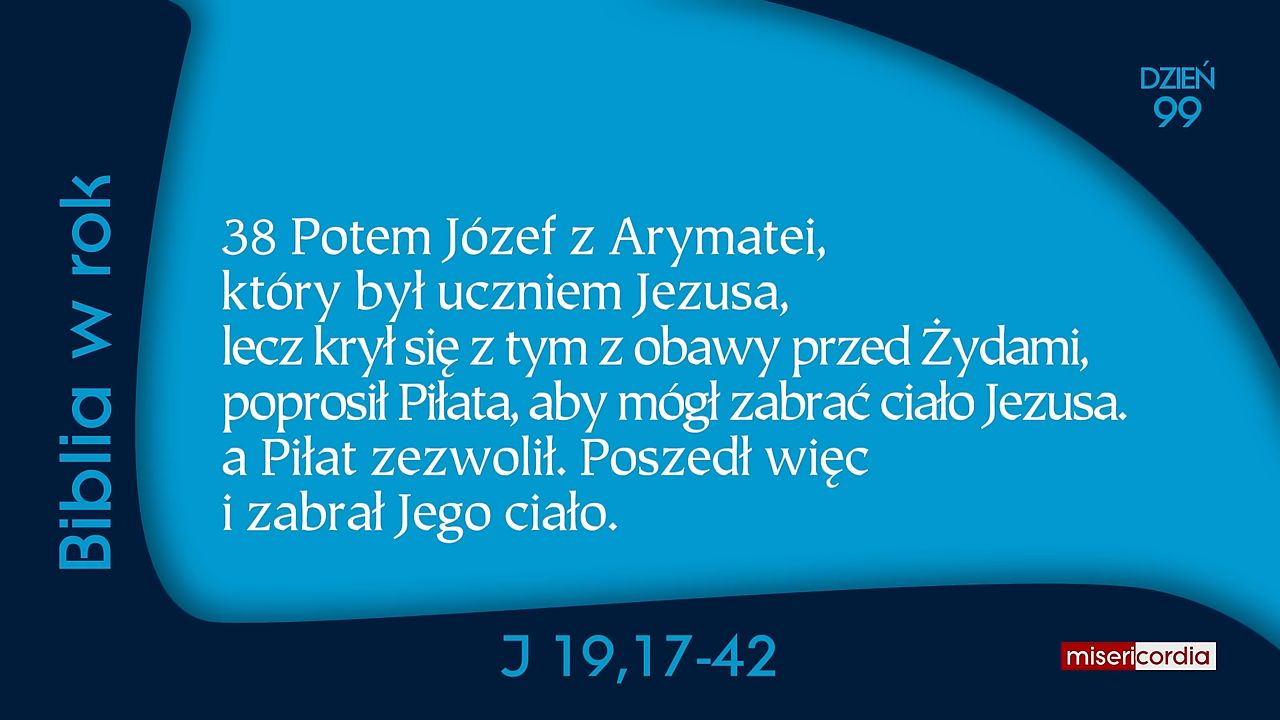 DZIEŃ
99
Biblia w rok
38 Potem Józef z Arymatei,
który był uczniem Jezusa,
lecz krył się z tym z obawy przed Żydami,
poprosił Piłata, aby mógł zabrać ciało Jezusa.
a Piłat zezwolił. Poszedł więc
i zabrał Jego ciało.
J 19,17-42
misericordia